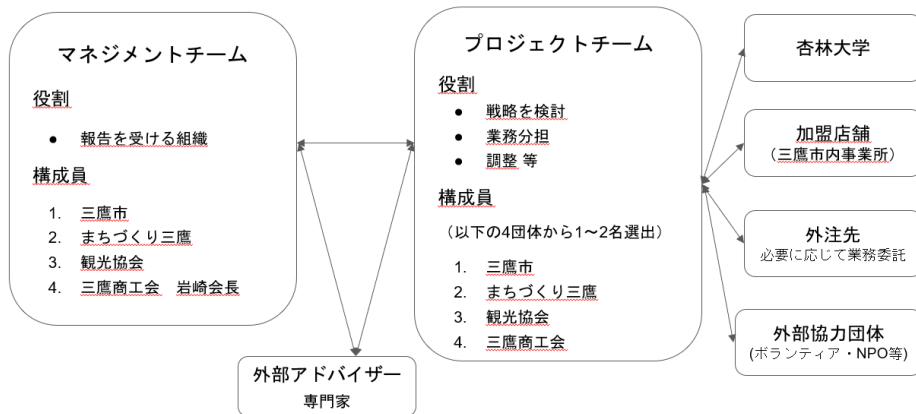 マネジメントチーム
役割
● 報告を受ける組織
構成員
1. 三鷹市
2. まちづくり三鷹
3. 観光協会
4. 三鷹商工会　岩崎会長
プロジェクトチーム
役割
● 戦略を検討
● 業務分担
● 調整 等
構成員
（以下の4団体から1〜2名選出）
1. 三鷹市
2. まちづくり三鷹
3. 観光協会
4. 三鷹商工会
外部アドバイザー
専門家
杏林大学
加盟店舗
（三鷹市内事業所）
外注先
必要に応じて業務委託
外部協力団体
(ボランティア・NPO等)